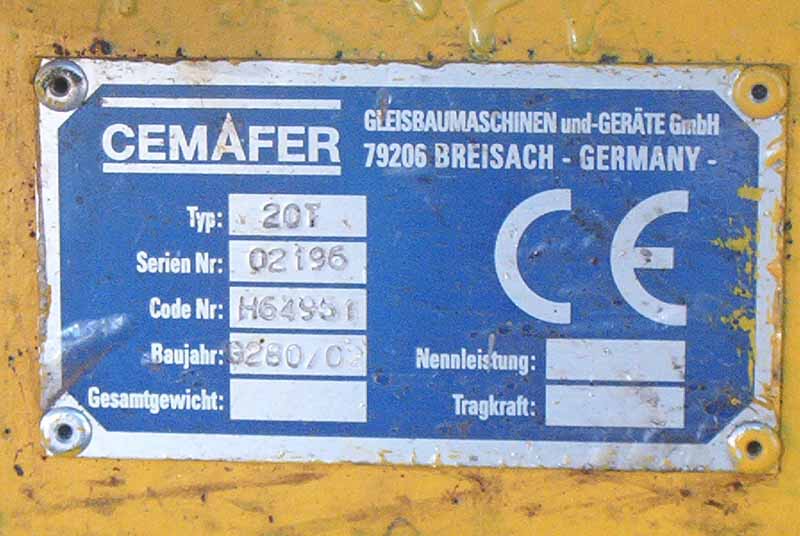 CEMAFER
GLEISBAUMASCHINEN und-GERÄTE GmbH
79206 BREISACH - GERMANY -
Typ: 20T
Serien Nr: 02196
Code Nr: H64951
Baujahr:
Gesamtgewicht:
CE
Nennleistung:
Tragkraft: